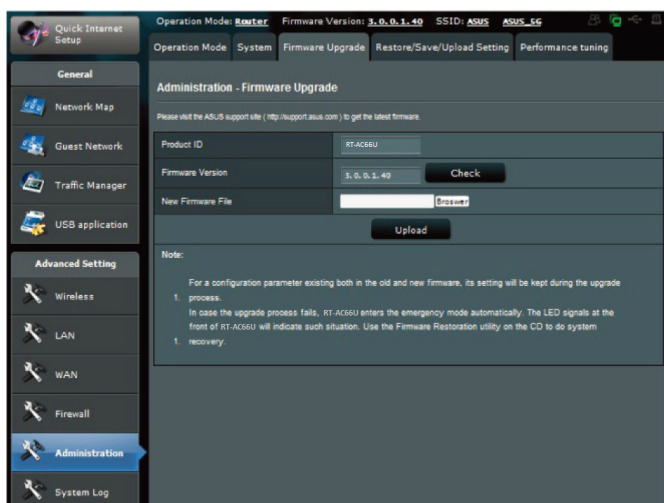 Quick Internet
Setup
General
Network Map
Guest Network
Traffic Manager
USB application
Advanced Setting
Wireless
LAN
WAN
Firewall
Administration
System Log
Operation Mode: Router Firmware Version: 3.0.0.1.40 SSID: ASUS ASUS_5G
Operation Mode System Firmware Upgrade Restore/Save/Upload Setting Performance tuning
Administration - Firmware Upgrade
Please visit the ASUS support site ( http://support.asus.com ) to get the latest firmware.
Product ID RT-AC66U
Firmware Version 3.0.0.1.40 Check
New Firmware File Broswer
Upload
Note:
For a configuration parameter existing both in the old and new firmware, its setting will be kept during the upgrade
1. process.
In case the upgrade process fails, RT-AC66U enters the emergency mode automatically. The LED signals at the
front of RT-AC66U will indicate such situation. Use the Firmware Restoration utility on the CD to do system
1. recovery.